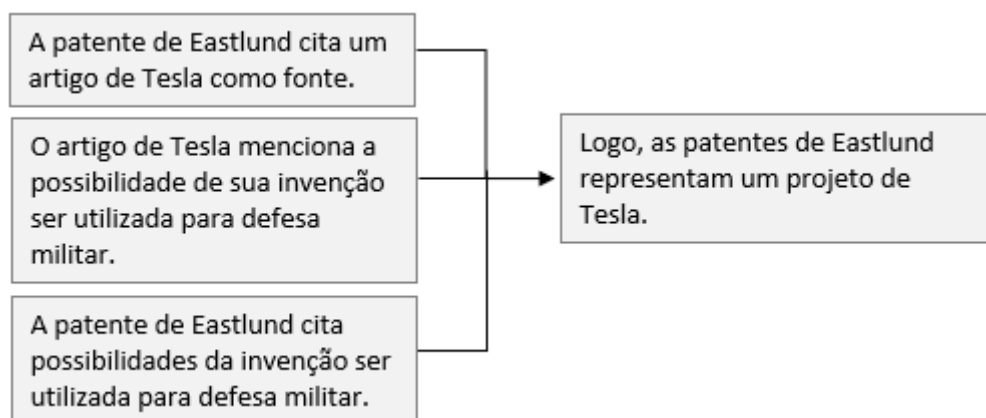 A patente de Eastlund cita um
artigo de Tesla como fonte.
O artigo de Tesla menciona a
possibilidade de sua invenção
ser utilizada para defesa
militar.
A patente de Eastlund cita
possibilidades da invenção ser
utilizada para defesa militar.
Logo, as patentes de Eastlund
representam um projeto de
Tesla.